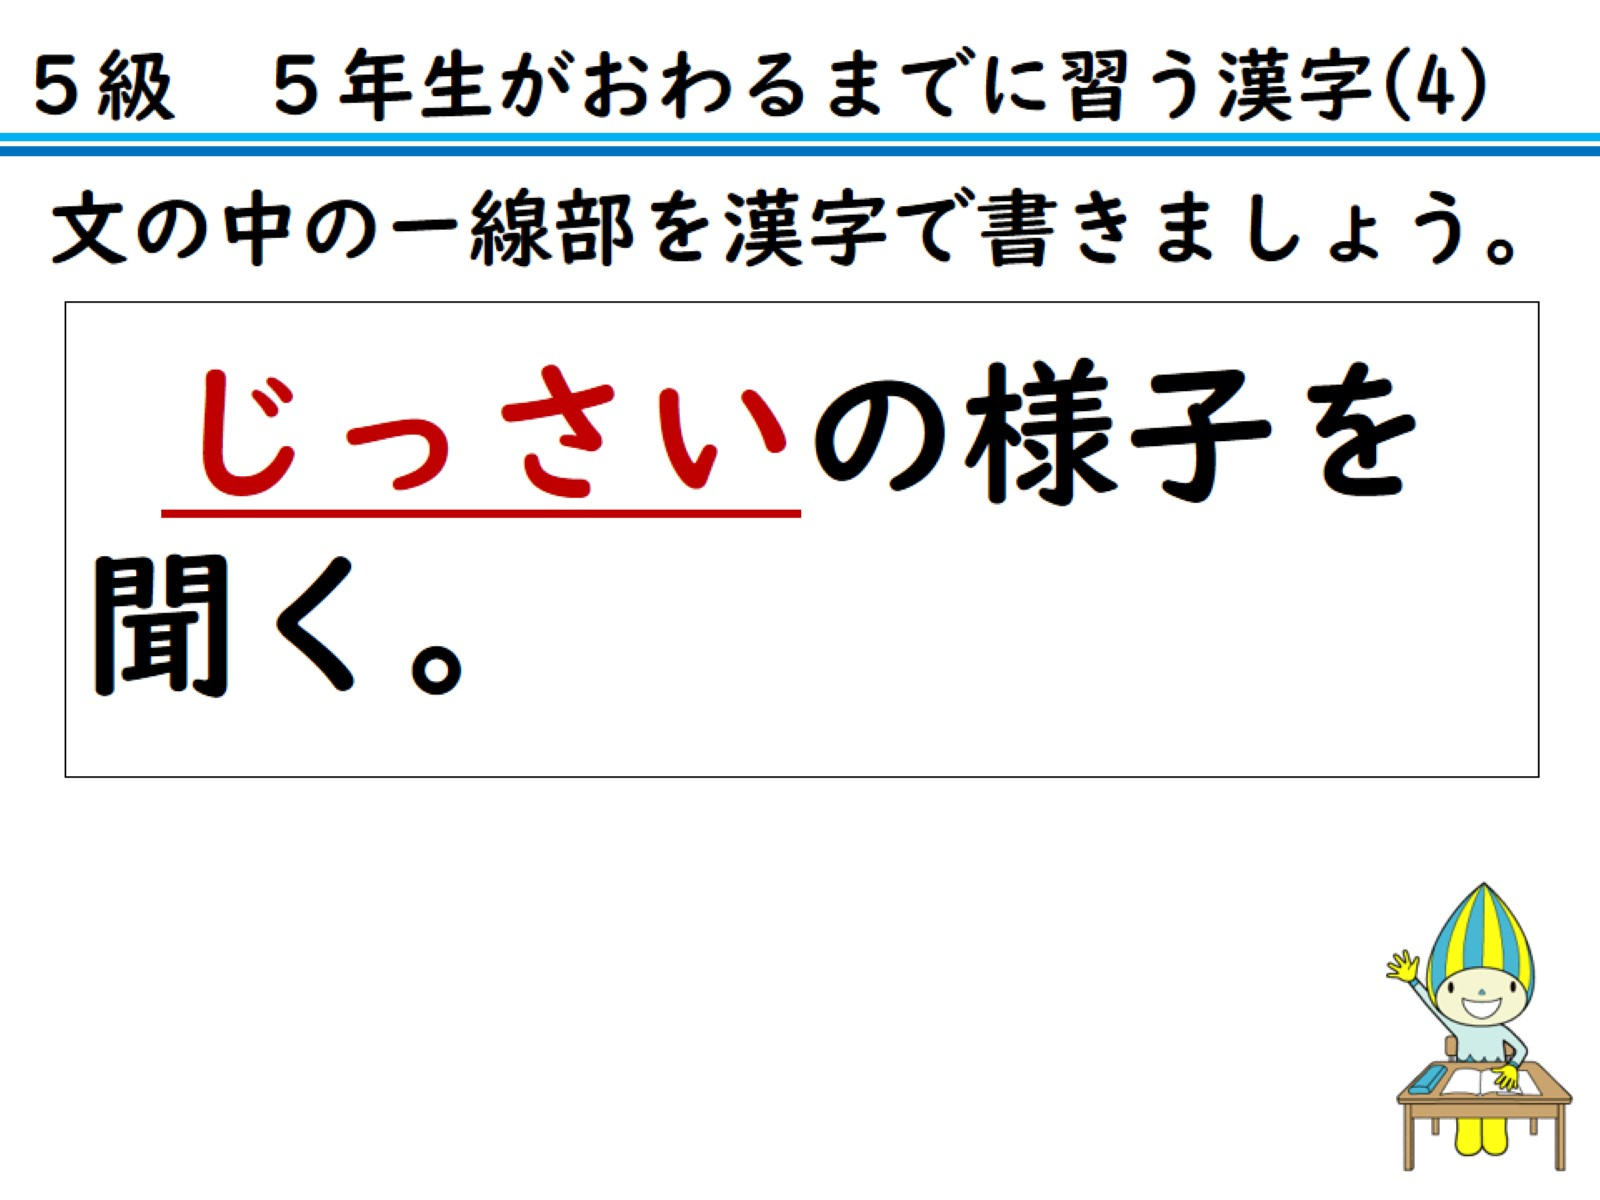 ５級　５年生がおわるまでに習う漢字(4)
文の中の―線部を漢字で書きましょう。
じっさいの様子を
聞く。